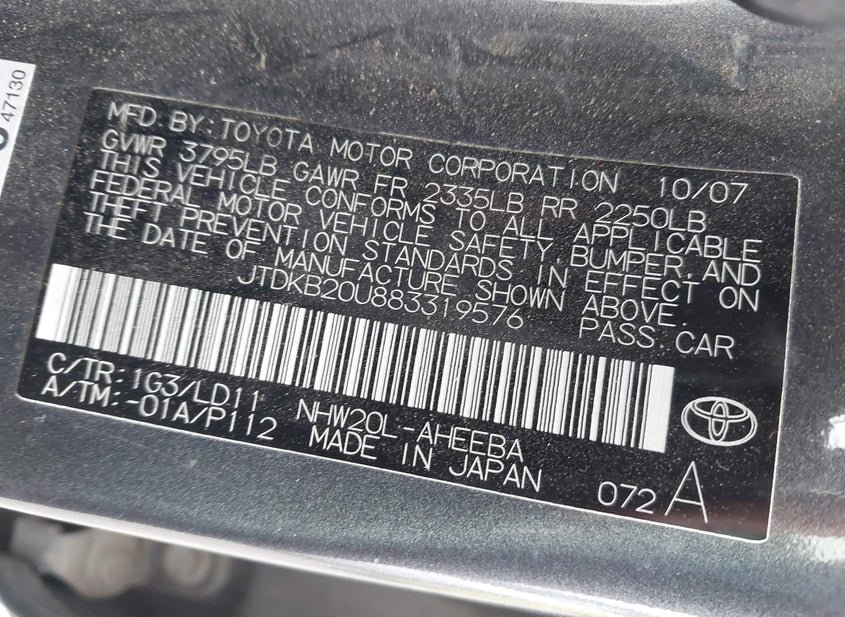 47130
MFD. BY: TOYOTA MOTOR CORPORATION 10/07
GVWR 3795LB GAWR FR 2335LB RR 2250LB
THIS VEHICLE CONFORMS TO ALL APPLICABLE
FEDERAL MOTOR VEHICLE SAFETY, BUMPER, AND
THEFT PREVENTION STANDARDS IN EFFECT ON
THE DATE OF MANUFACTURE SHOWN ABOVE.
JTDKB20U883319576 PASS. CAR
C/TR: 1G3/LD11 NHW20L-AHEEBA
A/TM: -01A/P112 MADE IN JAPAN
072 A